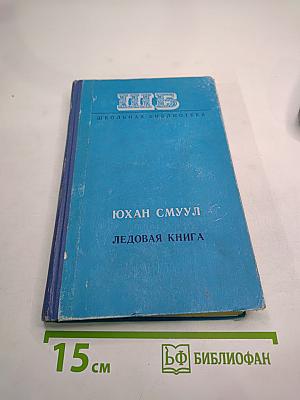 ШБ
ШКОЛЬНАЯ БИБЛИОТЕКА
ЮХАН СМУУЛ
ЛЕДОВАЯ КНИГА
15 см
БФ БИБЛИОФАН